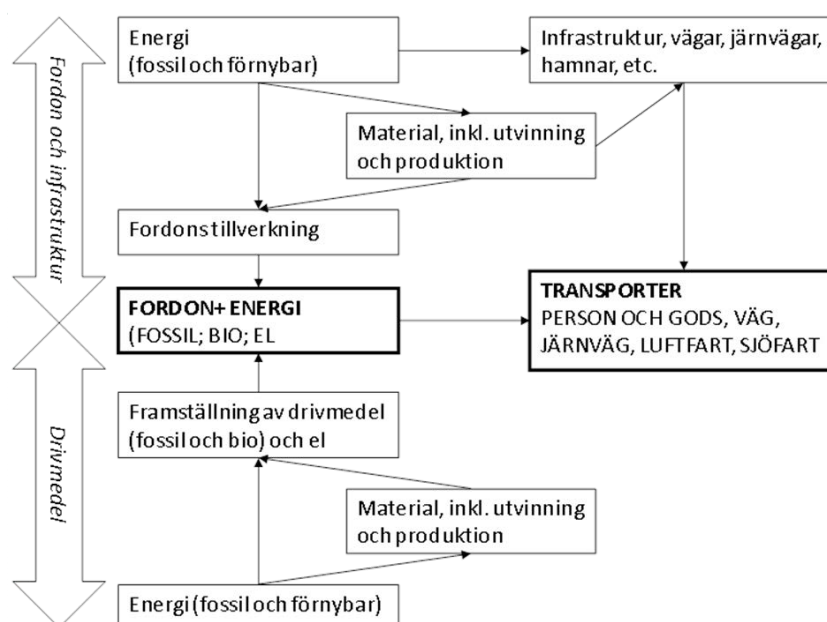 Energi
(fossil och förnybar)
Infrastruktur, vägar, järnvägar,
hamnar, etc.
Fordon och infrastruktur
Material, inkl. utvinning
och produktion
Fordonstillverkning
FORDON+ ENERGI
(FOSSIL; BIO; EL
TRANSPORTER
PERSON OCH GODS, VÄG,
JÄRNVÄG, LUFTFART, SJÖFART
Drivmedel
Framställning av drivmedel
(fossil och bio) och el
Material, inkl. utvinning
och produktion
Energi (fossil och förnybar)